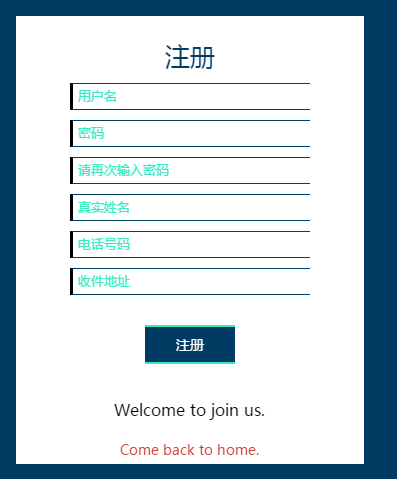 注册
用户名
密码
请再次输入密码
真实姓名
电话号码
收件地址
注册
Welcome to join us.
Come back to home.